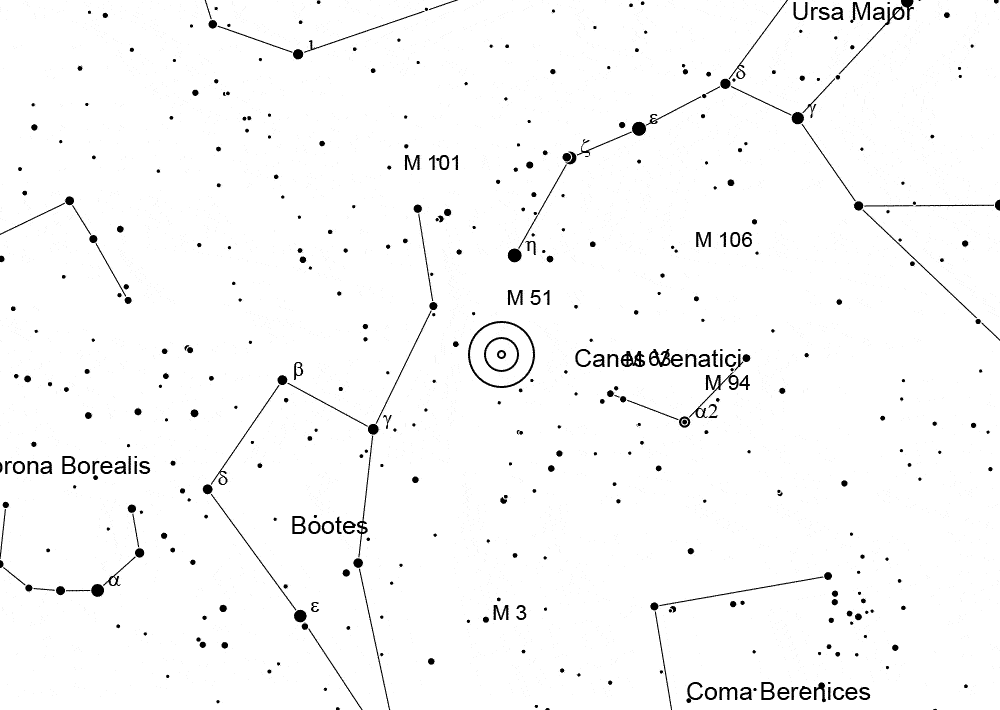 Ursa Major
ι
δ
γ
ε
ζ
M 101
η
M 106
M 51
Canes Venatici
M 63
M 94
β
α2
γ
orona Borealis
δ
Bootes
α
ε
M 3
Coma Berenices